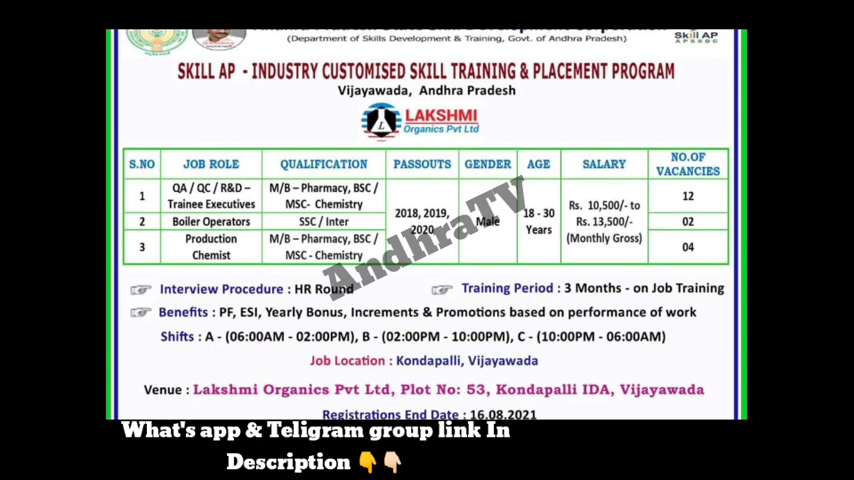 (Department of Skills Development & Training, Govt. of Andhra Pradesh)
Skill AP
APSSDC
SKILL AP - INDUSTRY CUSTOMISED SKILL TRAINING & PLACEMENT PROGRAM
Vijayawada, Andhra Pradesh
L
LAKSHMI
Organics Pvt Ltd
S.NO JOB ROLE QUALIFICATION PASSOUTS GENDER AGE SALARY NO.OF VACANCIES
1 QA / QC / R&D – Trainee Executives M/B – Pharmacy, BSC / MSC- Chemistry 12
2 Boiler Operators SSC / Inter 02
3 Production Chemist M/B – Pharmacy, BSC / MSC - Chemistry 04
2018, 2019, 2020 Male 18 - 30 Years Rs. 10,500/- to Rs. 13,500/- (Monthly Gross)
AndhraTV
Interview Procedure : HR Round Training Period : 3 Months - on Job Training
Benefits : PF, ESI, Yearly Bonus, Increments & Promotions based on performance of work
Shifts : A - (06:00AM - 02:00PM), B - (02:00PM - 10:00PM), C - (10:00PM - 06:00AM)
Job Location : Kondapalli, Vijayawada
Venue : Lakshmi Organics Pvt Ltd, Plot No: 53, Kondapalli IDA, Vijayawada
Registrations End Date : 16.08.2021
What's app & Teligram group link In
Description 👇👇🏻